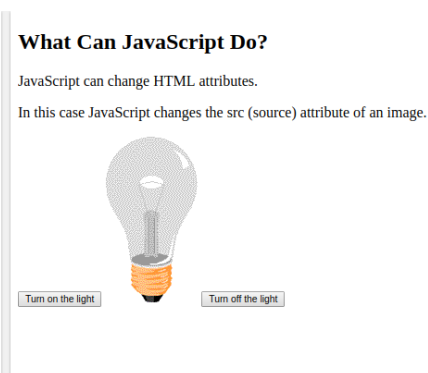 What Can JavaScript Do?
JavaScript can change HTML attributes.
In this case JavaScript changes the src (source) attribute of an image.
Turn on the light
Turn off the light